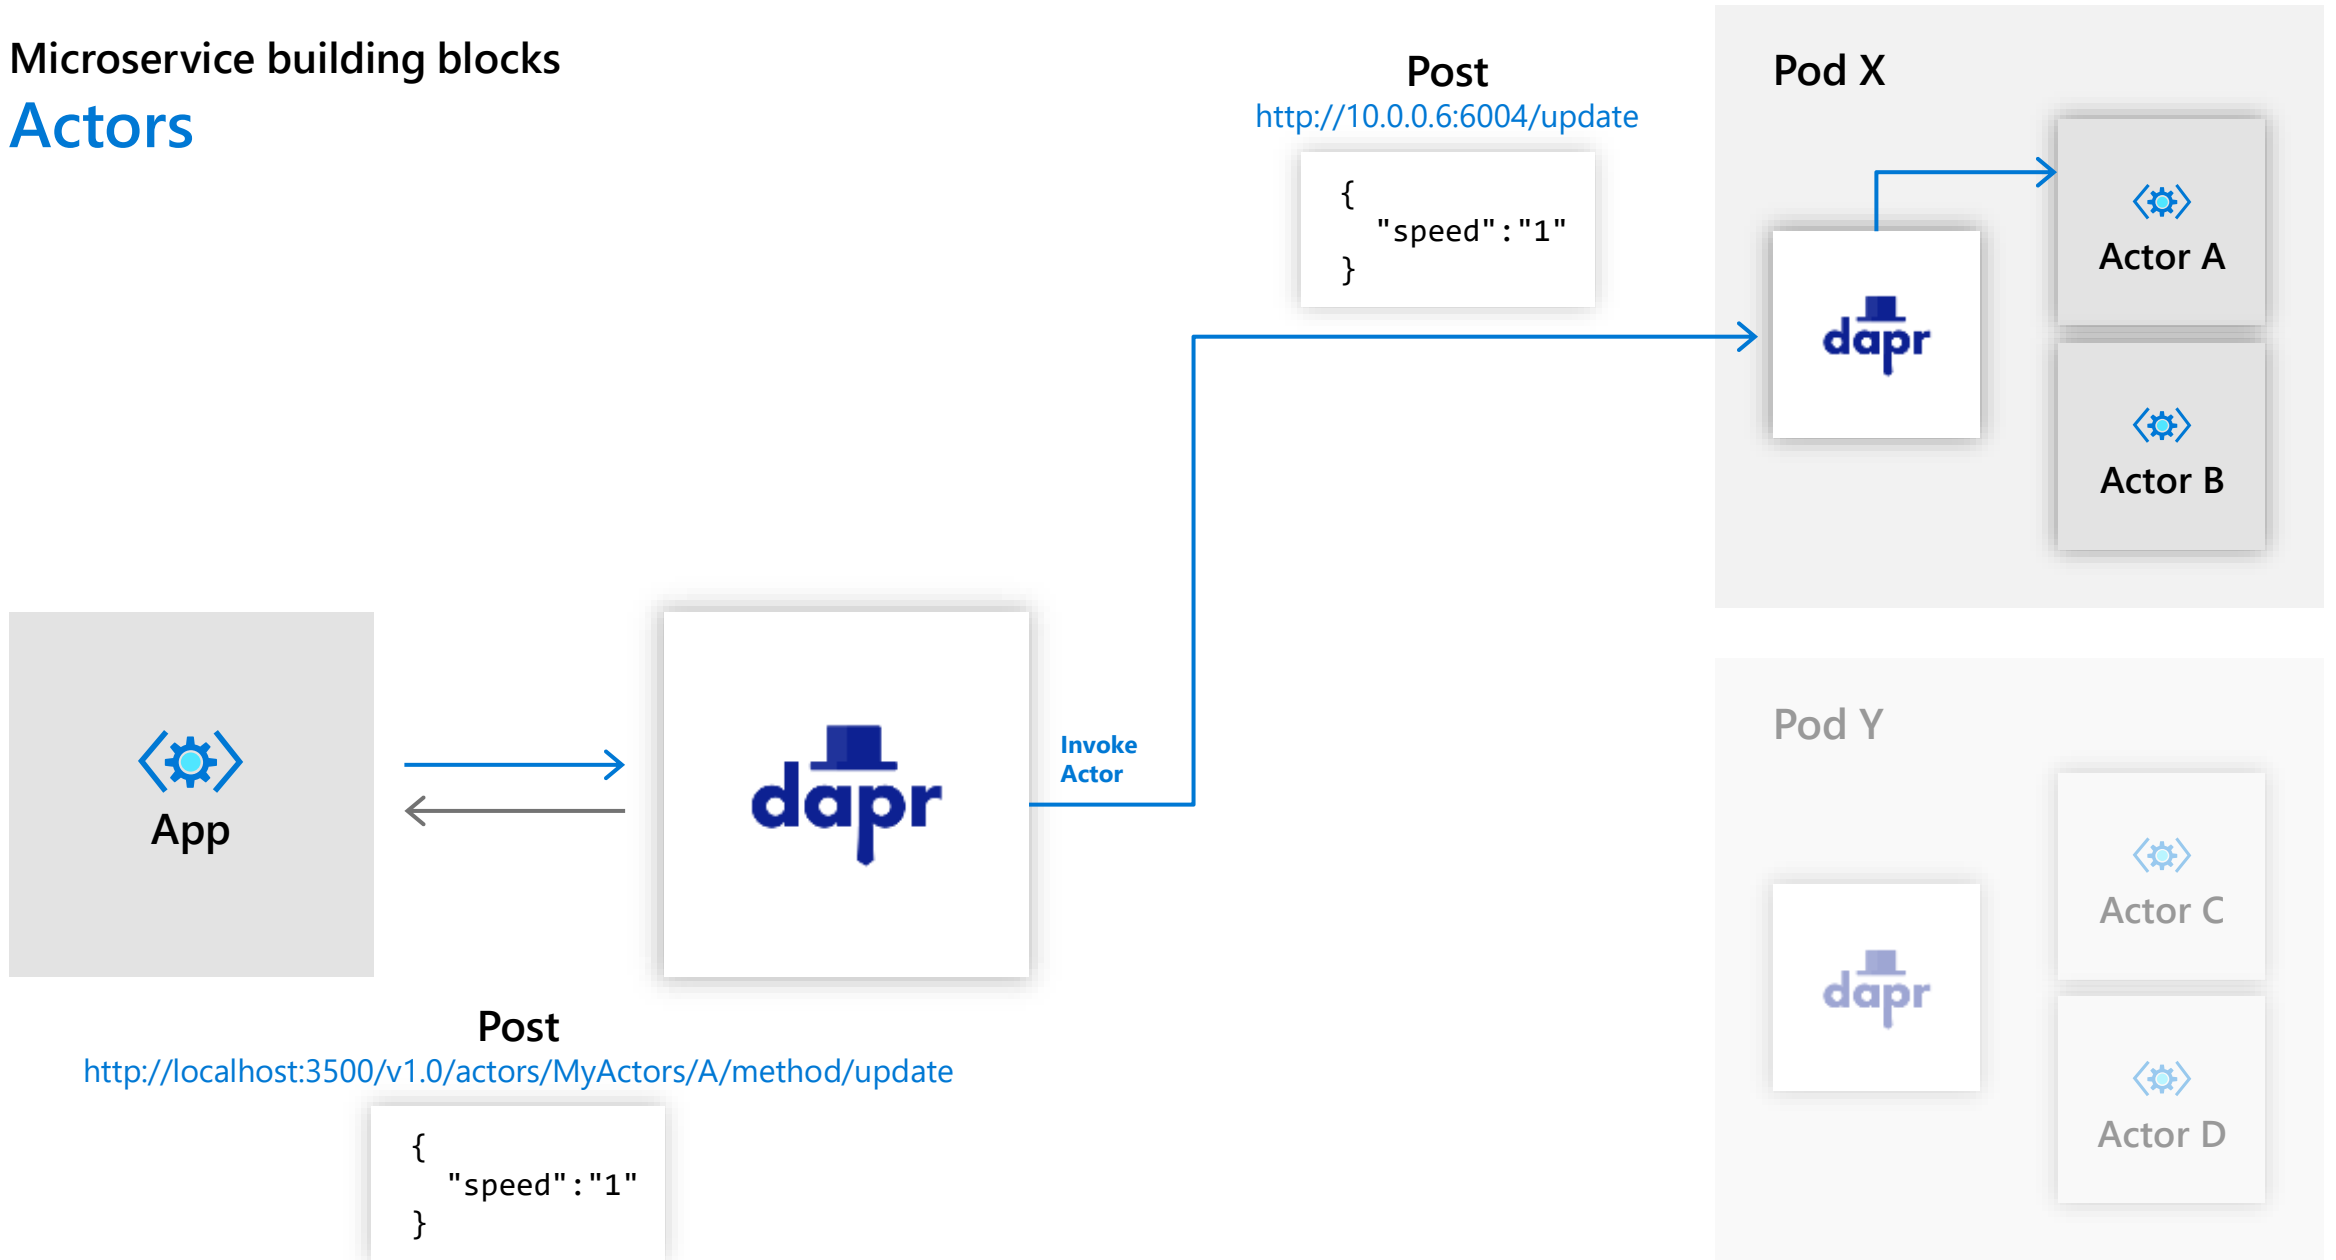 Microservice building blocks
Actors
Post
http://10.0.0.6:6004/update
{
"speed":"1"
}
Pod X
dapr
Actor A
Actor B
App
dapr
Invoke
Actor
Post
http://localhost:3500/v1.0/actors/MyActors/A/method/update
{
"speed":"1"
}
Pod Y
dapr
Actor C
Actor D